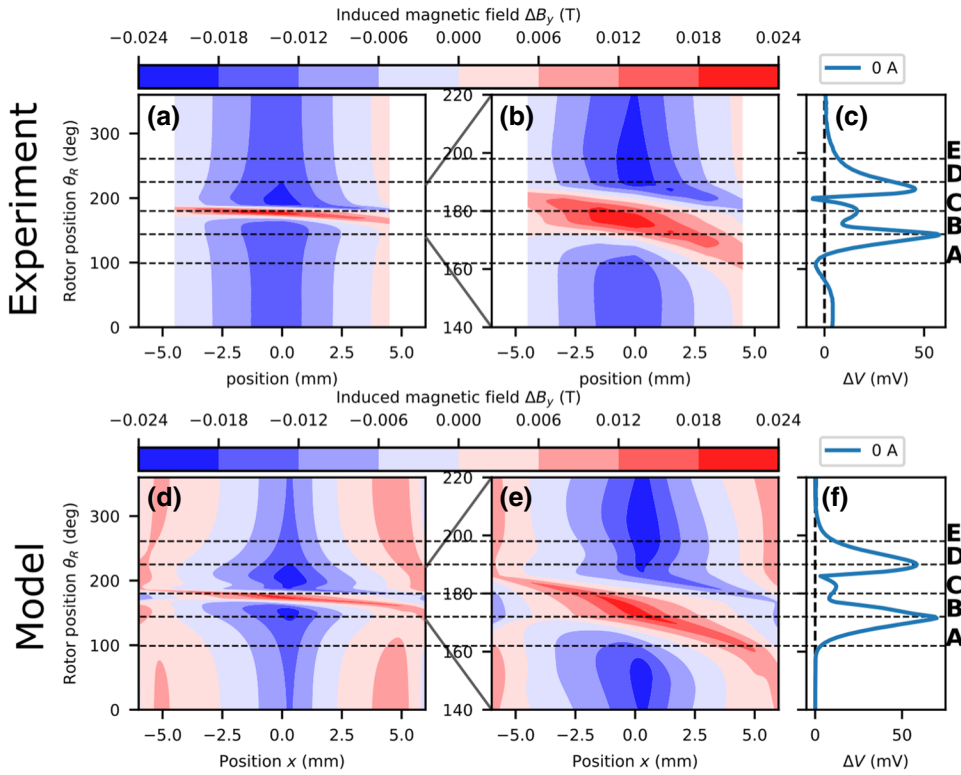 Induced magnetic field ΔB_y (T)
−0.024 −0.018 −0.012 −0.006 0.000 0.006 0.012 0.018 0.024
0 A
Experiment
(a) (b) (c)
Rotor position θ_R (deg)
300
200
100
0
220
200
180
160
140
E
D
C
B
A
−5.0 −2.5 0.0 2.5 5.0
−5.0 −2.5 0.0 2.5 5.0
0 50
position (mm) position (mm) ΔV (mV)
Induced magnetic field ΔB_y (T)
−0.024 −0.018 −0.012 −0.006 0.000 0.006 0.012 0.018 0.024
0 A
Model
(d) (e) (f)
Rotor position θ_R (deg)
300
200
100
0
220
200
180
160
140
E
D
C
B
A
−5.0 −2.5 0.0 2.5 5.0
−5.0 −2.5 0.0 2.5 5.0
0 50
Position x (mm) Position x (mm) ΔV (mV)